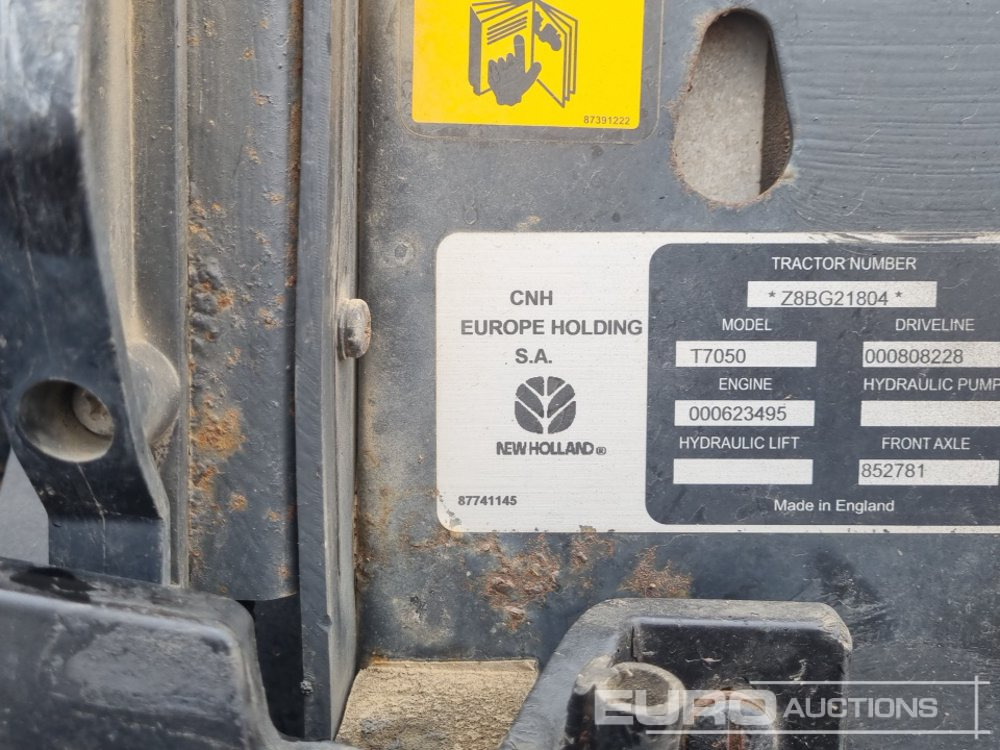 87391222
CNH
EUROPE HOLDING
S.A.
NEW HOLLAND®
87741145
TRACTOR NUMBER
* Z8BG21804 *
MODEL DRIVELINE
T7050 000808228
ENGINE HYDRAULIC PUMP
000623495
HYDRAULIC LIFT FRONT AXLE
852781
Made in England
EURO AUCTIONS